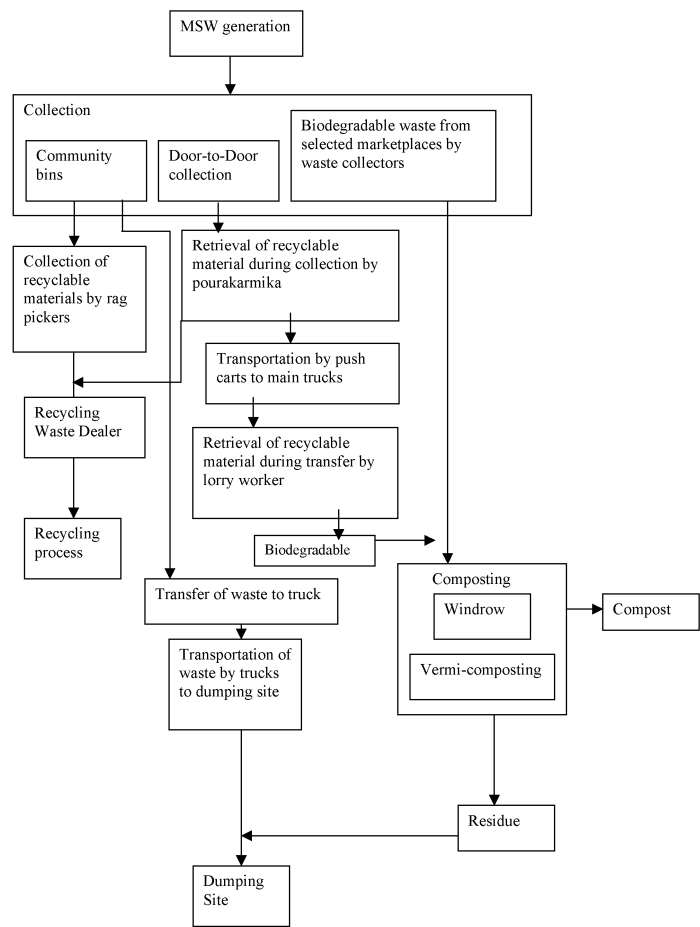 MSW generation
Collection
Community
bins
Door-to-Door
collection
Biodegradable waste from
selected marketplaces by
waste collectors
Collection of
recyclable
materials by rag
pickers
Retrieval of recyclable
material during collection by
pourakarmika
Transportation by push
carts to main trucks
Recycling
Waste Dealer
Retrieval of recyclable
material during transfer by
lorry worker
Recycling
process
Biodegradable
Transfer of waste to truck
Composting
Windrow
Vermi-composting
Compost
Transportation of
waste by trucks
to dumping site
Residue
Dumping
Site